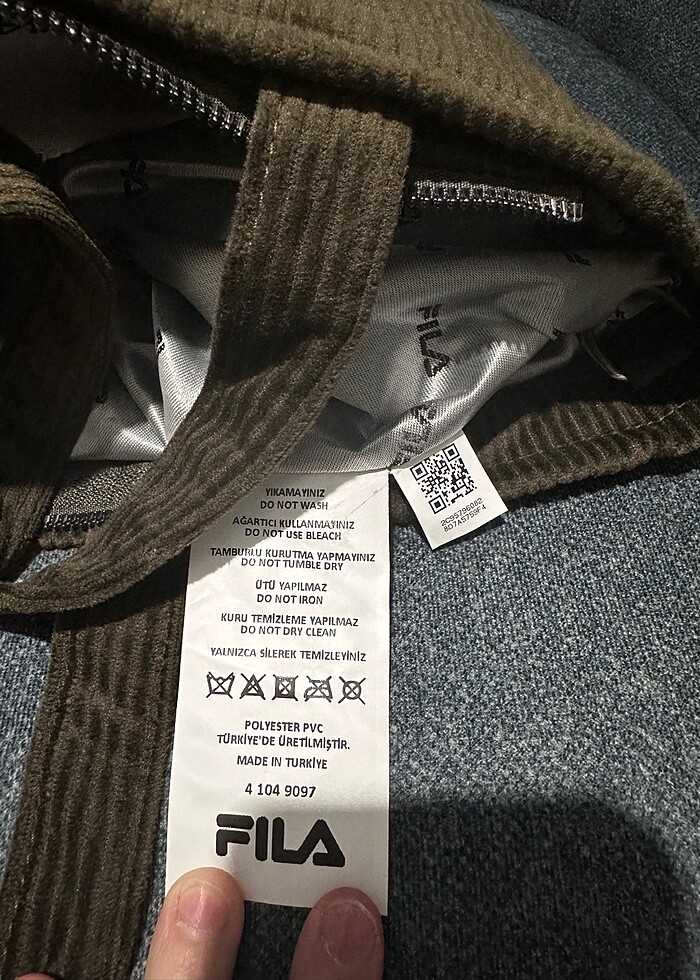 FILA
YIKAMAYINIZ
DO NOT WASH
AĞARTICI KULLANMAYINIZ
DO NOT USE BLEACH
TAMBURLU KURUTMA YAPMAYINIZ
DO NOT TUMBLE DRY
ÜTÜ YAPILMAZ
DO NOT IRON
KURU TEMİZLEME YAPILMAZ
DO NOT DRY CLEAN
YALNIZCA SİLEREK TEMİZLEYİNİZ
POLYESTER PVC
TÜRKİYE'DE ÜRETİLMİŞTİR.
MADE IN TURKIYE
4 104 9097
FILA